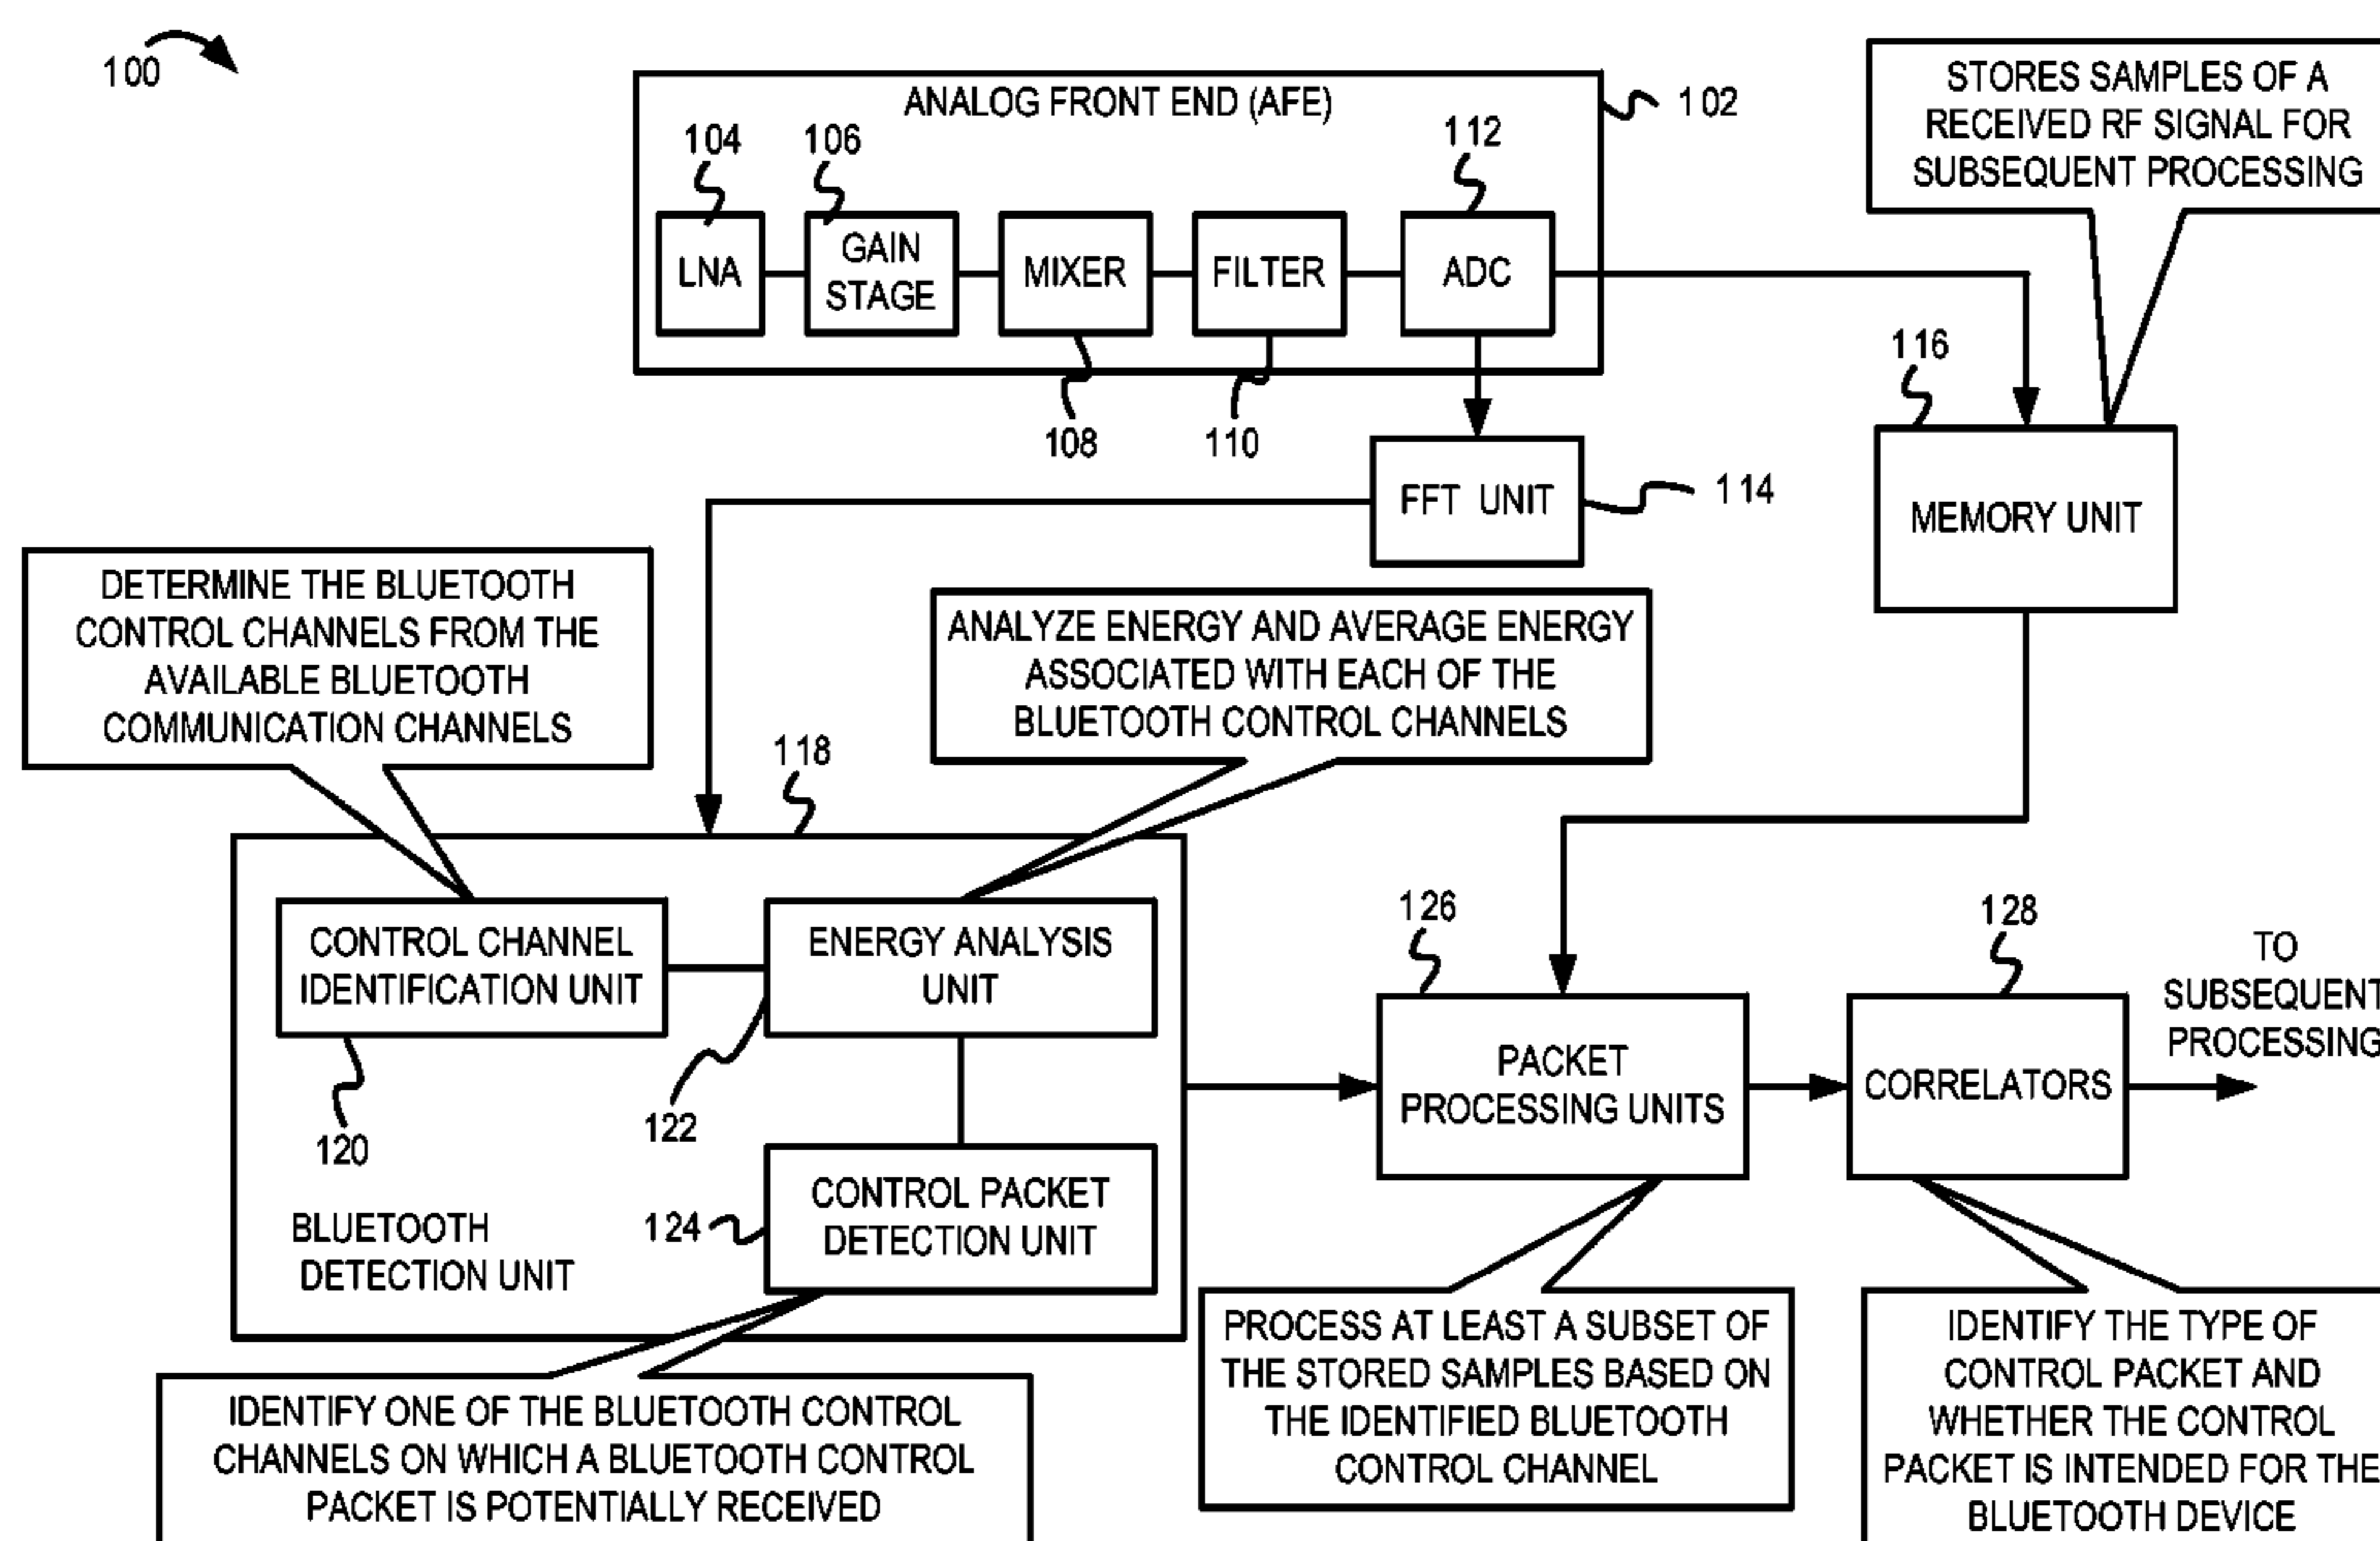 100
ANALOG FRONT END (AFE)
102
104
106
112
LNA
GAIN
STAGE
MIXER
FILTER
ADC
108
110
STORES SAMPLES OF A
RECEIVED RF SIGNAL FOR
SUBSEQUENT PROCESSING
116
MEMORY UNIT
FFT UNIT
114
DETERMINE THE BLUETOOTH
CONTROL CHANNELS FROM THE
AVAILABLE BLUETOOTH
COMMUNICATION CHANNELS
ANALYZE ENERGY AND AVERAGE ENERGY
ASSOCIATED WITH EACH OF THE
BLUETOOTH CONTROL CHANNELS
118
CONTROL CHANNEL
IDENTIFICATION UNIT
120
ENERGY ANALYSIS
UNIT
122
CONTROL PACKET
DETECTION UNIT
124
BLUETOOTH
DETECTION UNIT
126
PACKET
PROCESSING UNITS
128
CORRELATORS
TO
SUBSEQUENT
PROCESSING
IDENTIFY ONE OF THE BLUETOOTH CONTROL
CHANNELS ON WHICH A BLUETOOTH CONTROL
PACKET IS POTENTIALLY RECEIVED
PROCESS AT LEAST A SUBSET OF
THE STORED SAMPLES BASED ON
THE IDENTIFIED BLUETOOTH
CONTROL CHANNEL
IDENTIFY THE TYPE OF
CONTROL PACKET AND
WHETHER THE CONTROL
PACKET IS INTENDED FOR THE
BLUETOOTH DEVICE